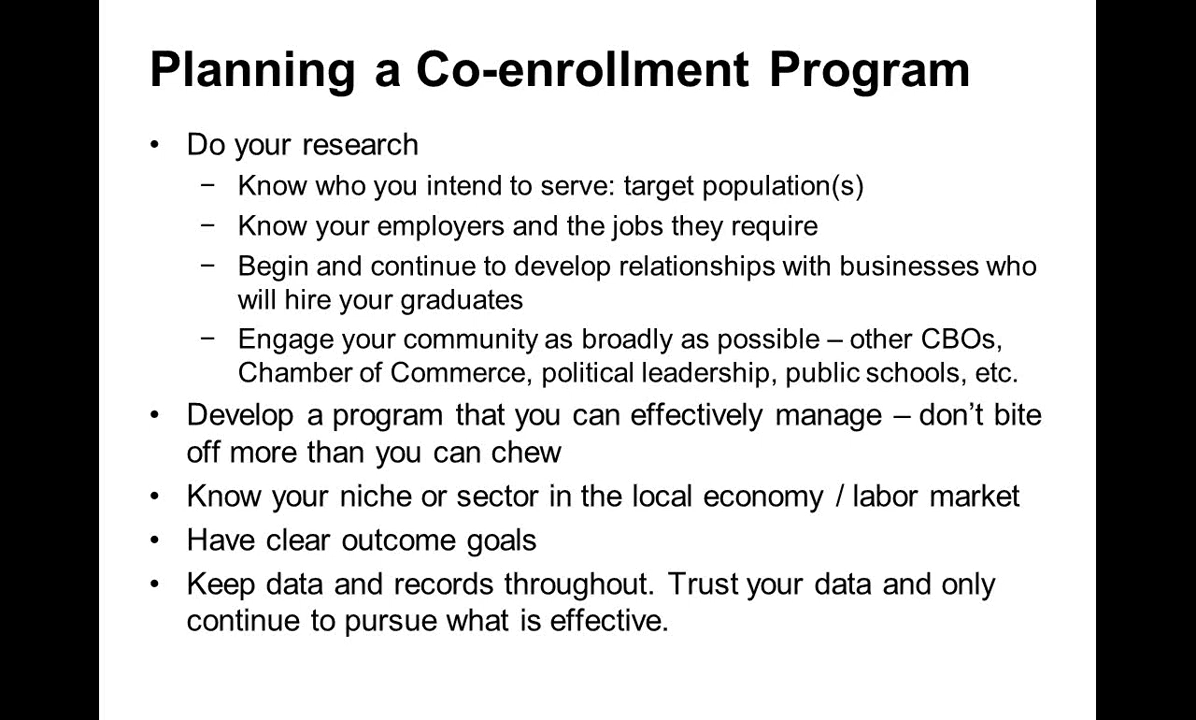 Planning a Co-enrollment Program
• Do your research
− Know who you intend to serve: target population(s)
− Know your employers and the jobs they require
− Begin and continue to develop relationships with businesses who
will hire your graduates
− Engage your community as broadly as possible – other CBOs,
Chamber of Commerce, political leadership, public schools, etc.
• Develop a program that you can effectively manage – don’t bite
off more than you can chew
• Know your niche or sector in the local economy / labor market
• Have clear outcome goals
• Keep data and records throughout. Trust your data and only
continue to pursue what is effective.